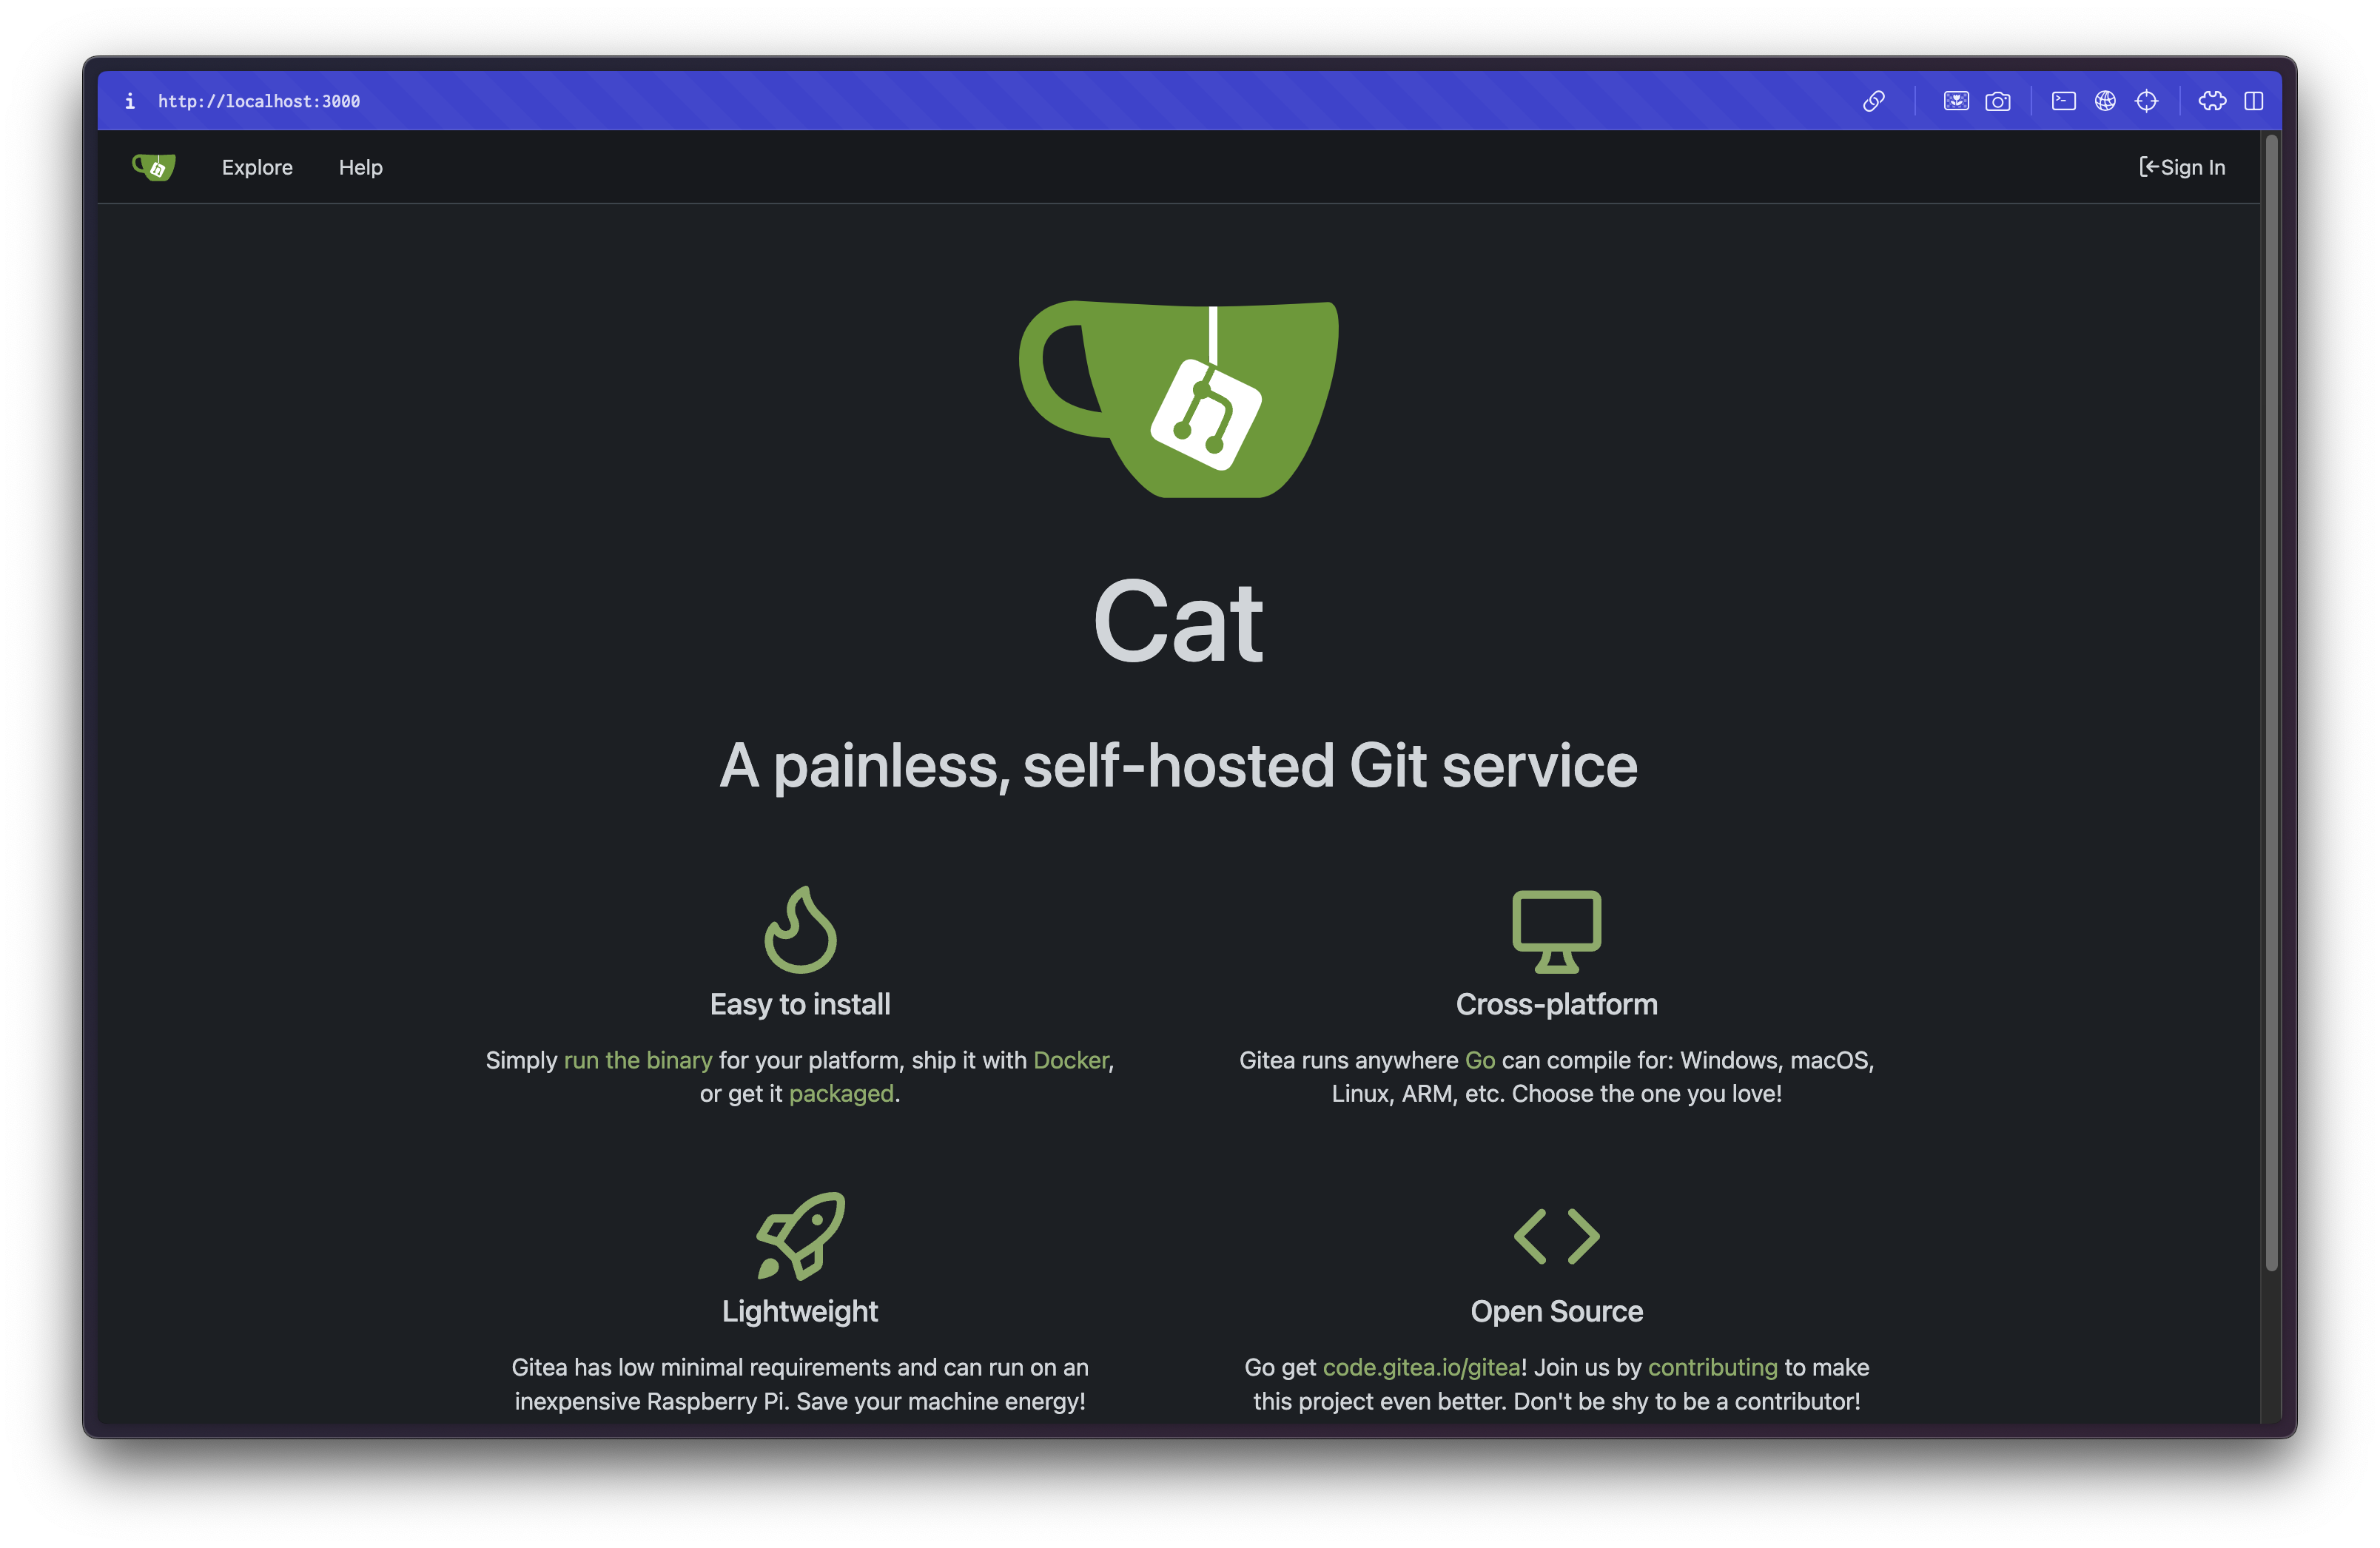 http://localhost:3000
Explore
Help
Sign In
Cat
A painless, self-hosted Git service
Easy to install
Simply run the binary for your platform, ship it with Docker,
or get it packaged.
Cross-platform
Gitea runs anywhere Go can compile for: Windows, macOS,
Linux, ARM, etc. Choose the one you love!
Lightweight
Gitea has low minimal requirements and can run on an
inexpensive Raspberry Pi. Save your machine energy!
Open Source
Go get code.gitea.io/gitea! Join us by contributing to make
this project even better. Don't be shy to be a contributor!